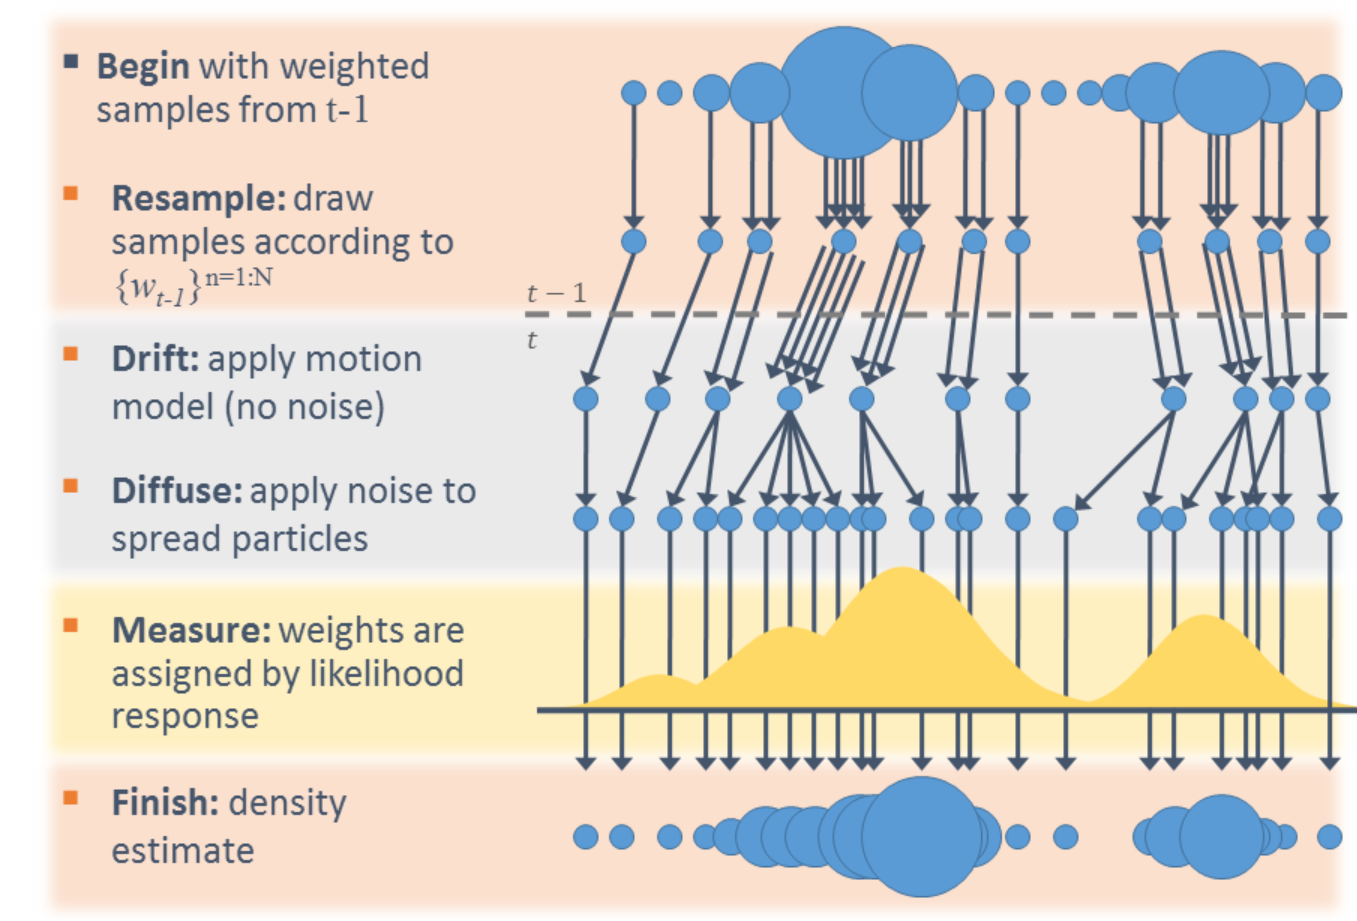 Begin with weighted
samples from t-1
Resample: draw
samples according to
{w_{t-1}}^{n=1:N}
t − 1
t
Drift: apply motion
model (no noise)
Diffuse: apply noise to
spread particles
Measure: weights are
assigned by likelihood
response
Finish: density
estimate